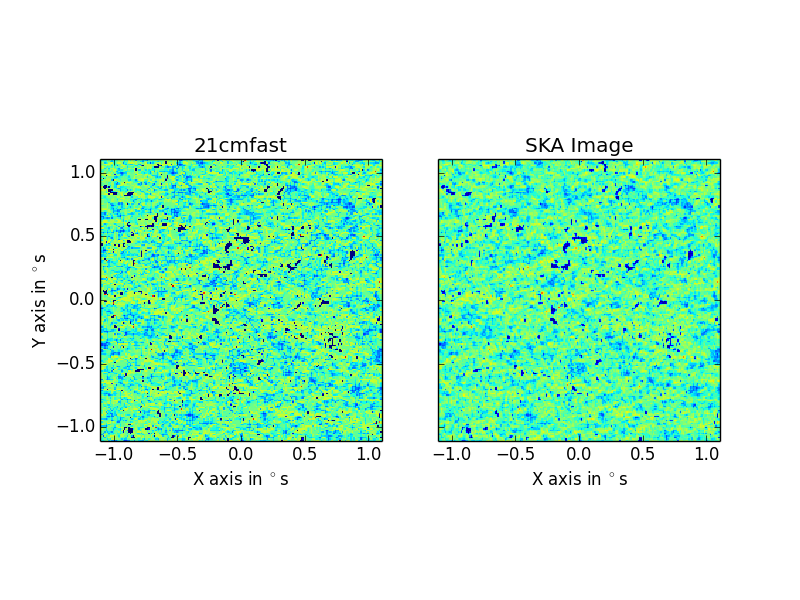 21cmfast
SKA Image
1.0
0.5
0.0
−0.5
−1.0
Y axis in °s
−1.0 −0.5 0.0 0.5 1.0
X axis in °s
−1.0 −0.5 0.0 0.5 1.0
X axis in °s